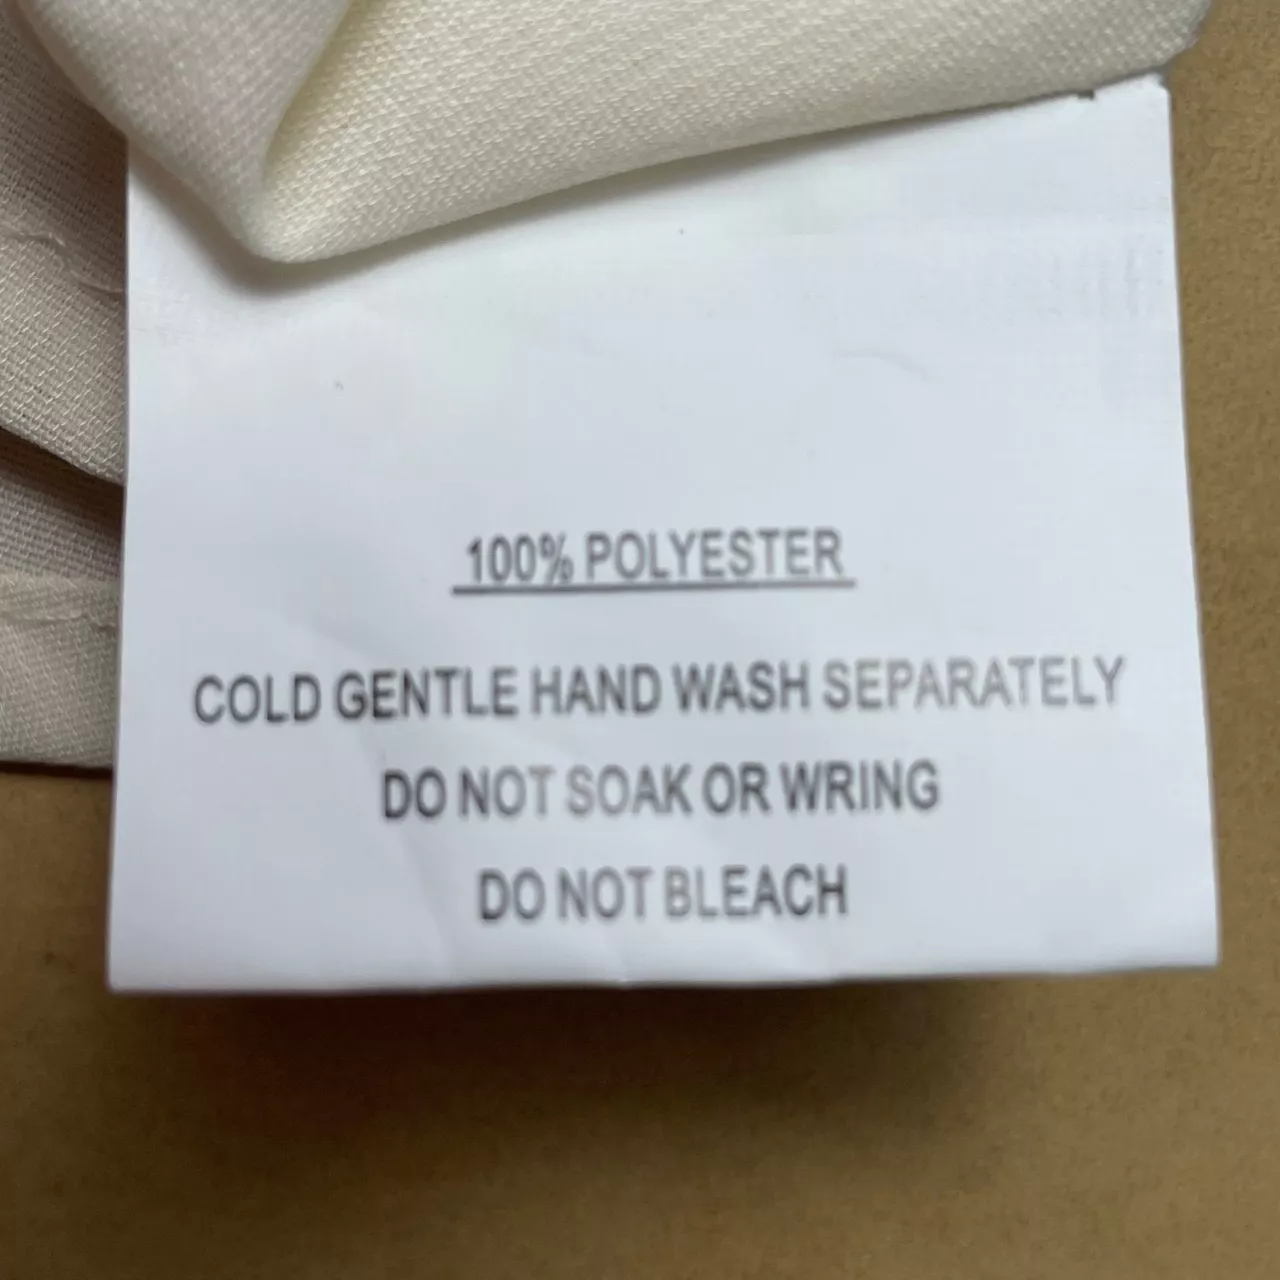 100% POLYESTER
COLD GENTLE HAND WASH SEPARATELY
DO NOT SOAK OR WRING
DO NOT BLEACH